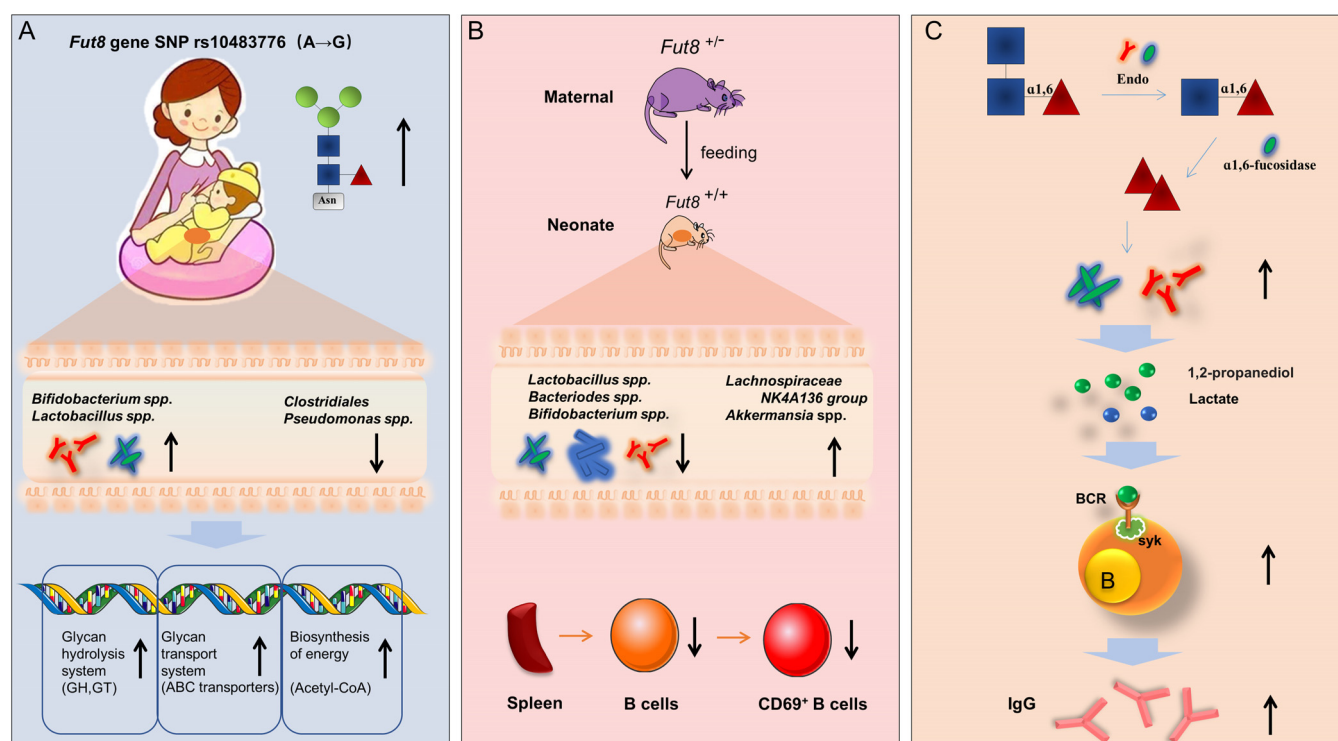 A
Fut8 gene SNP rs10483776 (A→G)
Asn
Bifidobacterium spp.
Lactobacillus spp.
Clostridiales
Pseudomonas spp.
Glycan
hydrolysis
system
(GH,GT)
Glycan
transport
system
(ABC transporters)
Biosynthesis
of energy
(Acetyl-CoA)
B
Fut8 +/-
Maternal
feeding
Fut8 +/+
Neonate
Lactobacillus spp.
Bacteriodes spp.
Bifidobacterium spp.
Lachnospiraceae
NK4A136 group
Akkermansia spp.
Spleen
B cells
CD69+ B cells
C
α1,6
Endo
α1,6
α1,6-fucosidase
1,2-propanediol
Lactate
BCR
syk
B
IgG